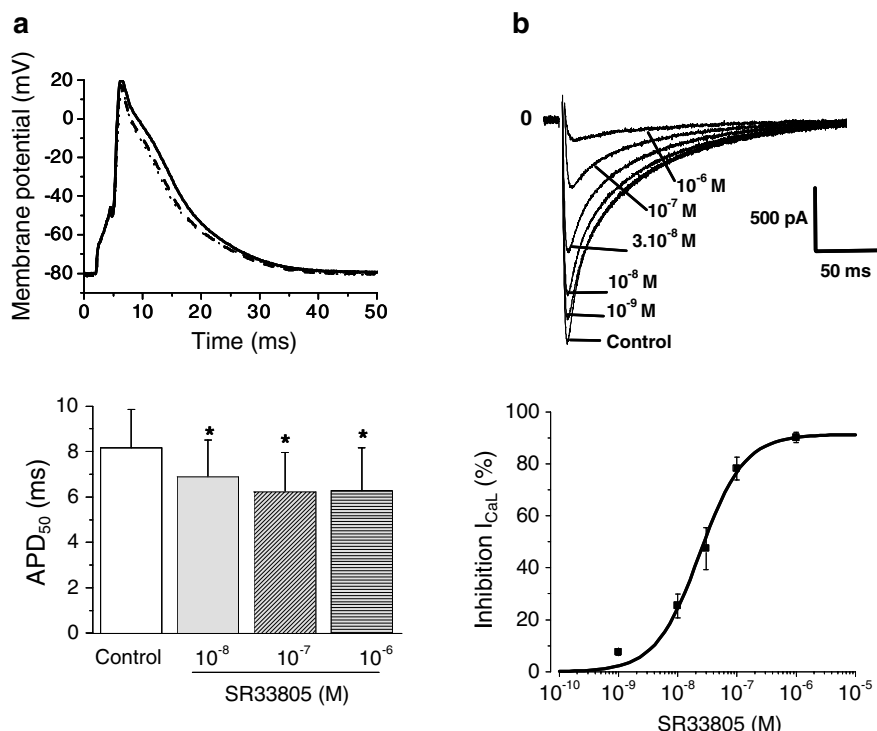 a
Membrane potential (mV)
20
0
-20
-40
-60
-80
0 10 20 30 40 50
Time (ms)
b
0
10⁻⁶ M
10⁻⁷ M
3.10⁻⁸ M
10⁻⁸ M
10⁻⁹ M
Control
500 pA
50 ms
APD₅₀ (ms)
10
8
6
4
2
0
* * *
Control 10⁻⁸ 10⁻⁷ 10⁻⁶
SR33805 (M)
Inhibition I_CaL (%)
100
80
60
40
20
0
10⁻¹⁰ 10⁻⁹ 10⁻⁸ 10⁻⁷ 10⁻⁶ 10⁻⁵
SR33805 (M)